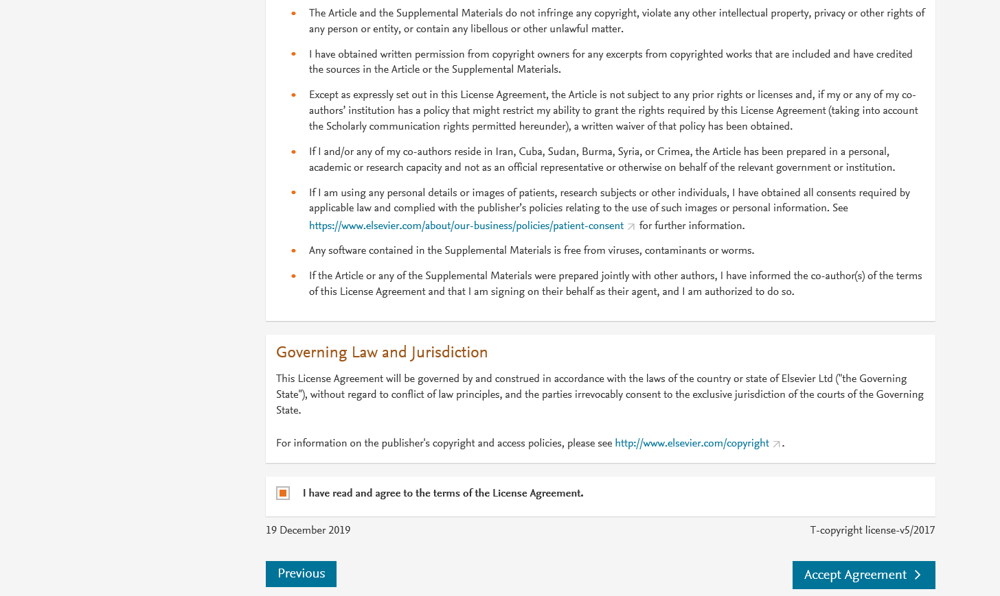 The Article and the Supplemental Materials do not infringe any copyright, violate any other intellectual property, privacy or other rights of
any person or entity, or contain any libellous or other unlawful matter.
I have obtained written permission from copyright owners for any excerpts from copyrighted works that are included and have credited
the sources in the Article or the Supplemental Materials.
Except as expressly set out in this License Agreement, the Article is not subject to any prior rights or licenses and, if my or any of my co-
authors’ institution has a policy that might restrict my ability to grant the rights required by this License Agreement (taking into account
the Scholarly communication rights permitted hereunder), a written waiver of that policy has been obtained.
If I and/or any of my co-authors reside in Iran, Cuba, Sudan, Burma, Syria, or Crimea, the Article has been prepared in a personal,
academic or research capacity and not as an official representative or otherwise on behalf of the relevant government or institution.
If I am using any personal details or images of patients, research subjects or other individuals, I have obtained all consents required by
applicable law and complied with the publisher’s policies relating to the use of such images or personal information. See
https://www.elsevier.com/about/our-business/policies/patient-consent for further information.
Any software contained in the Supplemental Materials is free from viruses, contaminants or worms.
If the Article or any of the Supplemental Materials were prepared jointly with other authors, I have informed the co-author(s) of the terms
of this License Agreement and that I am signing on their behalf as their agent, and I am authorized to do so.
Governing Law and Jurisdiction
This License Agreement will be governed by and construed in accordance with the laws of the country or state of Elsevier Ltd ("the Governing
State"), without regard to conflict of law principles, and the parties irrevocably consent to the exclusive jurisdiction of the courts of the Governing
State.
For information on the publisher's copyright and access policies, please see http://www.elsevier.com/copyright .
I have read and agree to the terms of the License Agreement.
19 December 2019 T-copyright license-v5/2017
Previous Accept Agreement